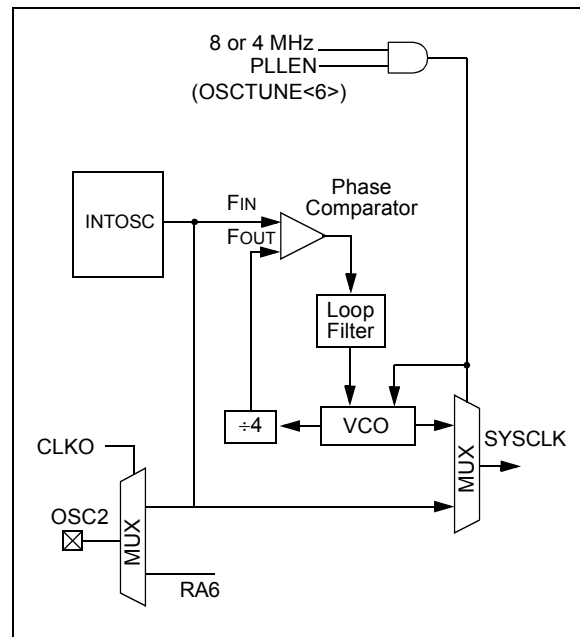 8 or 4 MHz
PLLEN
(OSCTUNE<6>)
Phase
Comparator
INTOSC
FIN
FOUT
Loop
Filter
÷4
VCO
MUX
SYSCLK
CLKO
OSC2
MUX
RA6